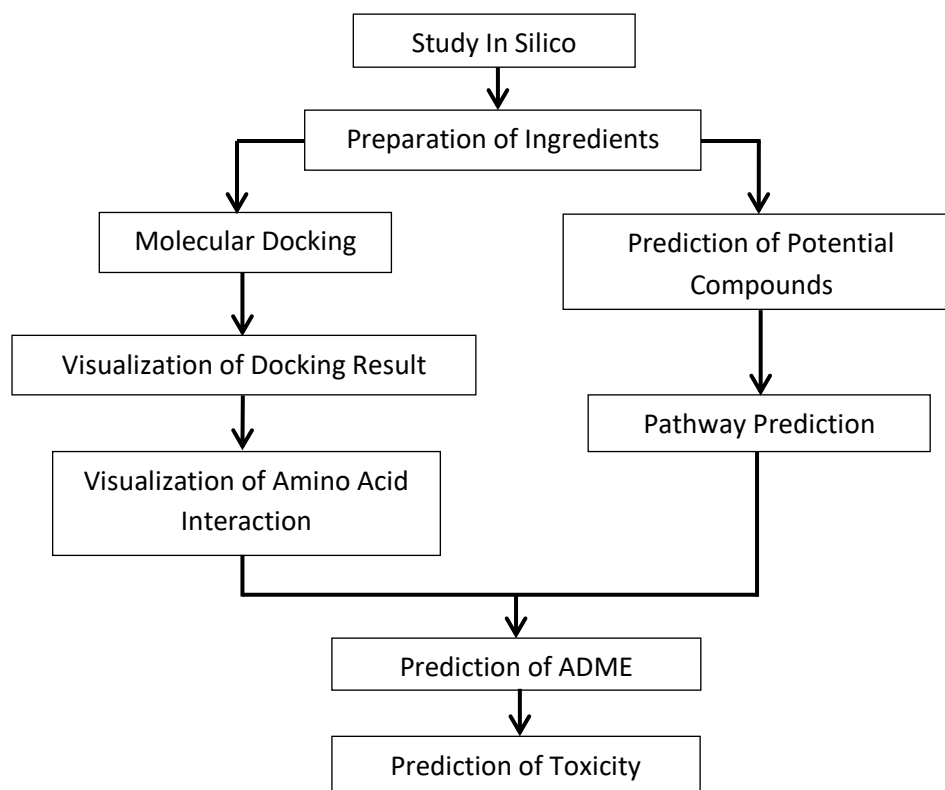 Study In Silico
Preparation of Ingredients
Molecular Docking
Prediction of Potential
Compounds
Visualization of Docking Result
Pathway Prediction
Visualization of Amino Acid
Interaction
Prediction of ADME
Prediction of Toxicity